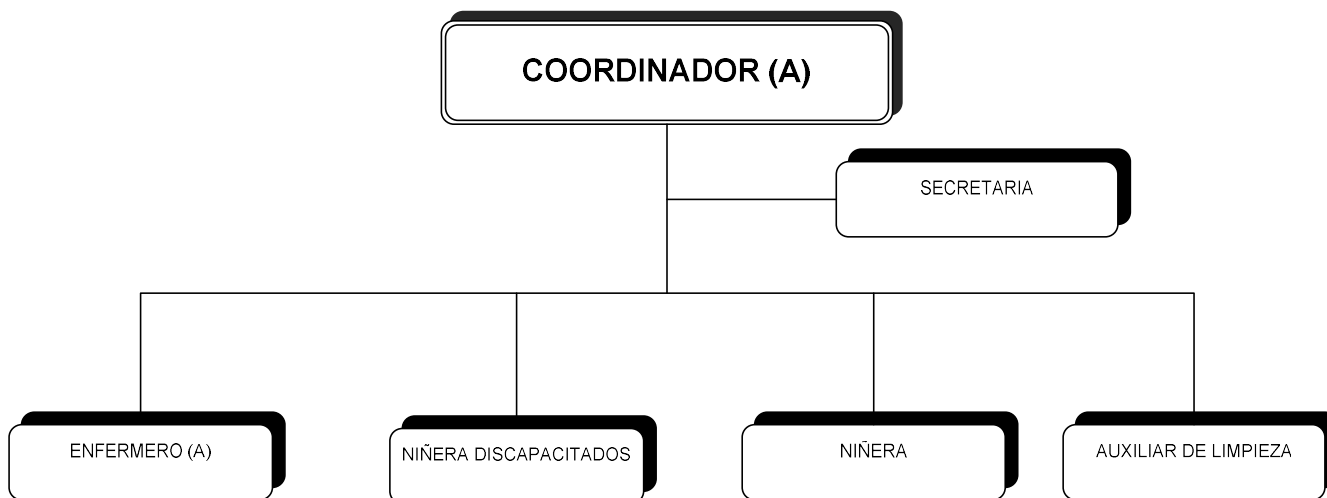 COORDINADOR (A)
SECRETARIA
ENFERMERO (A)
NIÑERA DISCAPACITADOS
NIÑERA
AUXILIAR DE LIMPIEZA